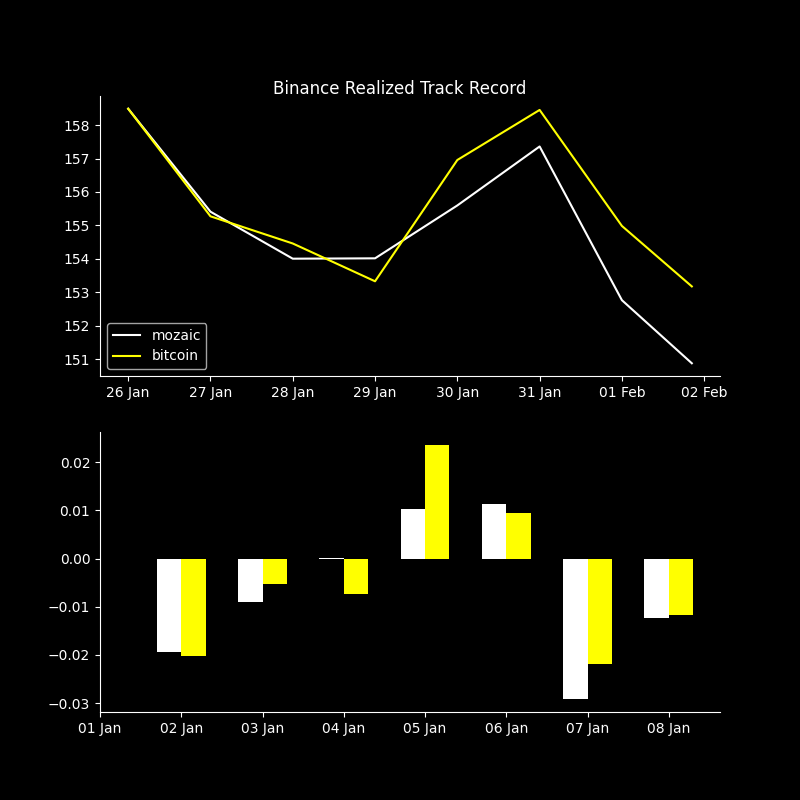 Binance Realized Track Record
158
157
156
155
154
153
152
151
mozaic
bitcoin
26 Jan 27 Jan 28 Jan 29 Jan 30 Jan 31 Jan 01 Feb 02 Feb
0.02
0.01
0.00
−0.01
−0.02
−0.03
01 Jan 02 Jan 03 Jan 04 Jan 05 Jan 06 Jan 07 Jan 08 Jan